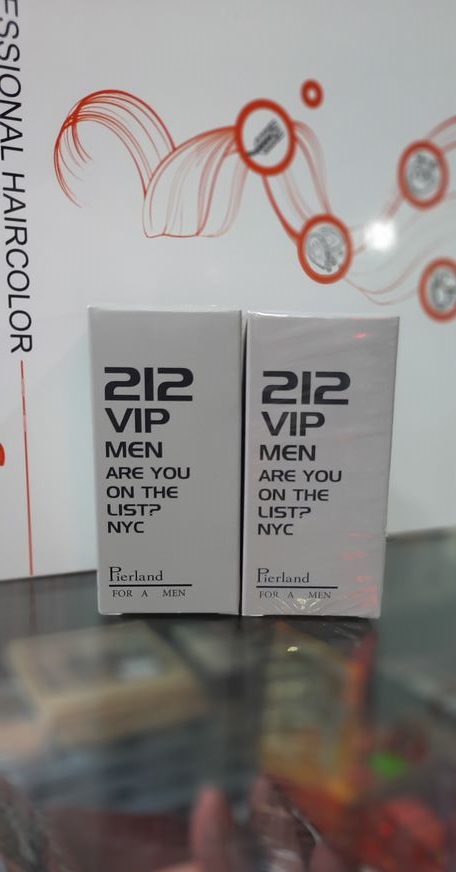 ESSIONAL HAIRCOLOR
212
VIP
MEN
ARE YOU
ON THE
LIST?
NYC
Pierland
FOR A MEN
212
VIP
MEN
ARE YOU
ON THE
LIST?
NYC
Pierland
FOR A MEN